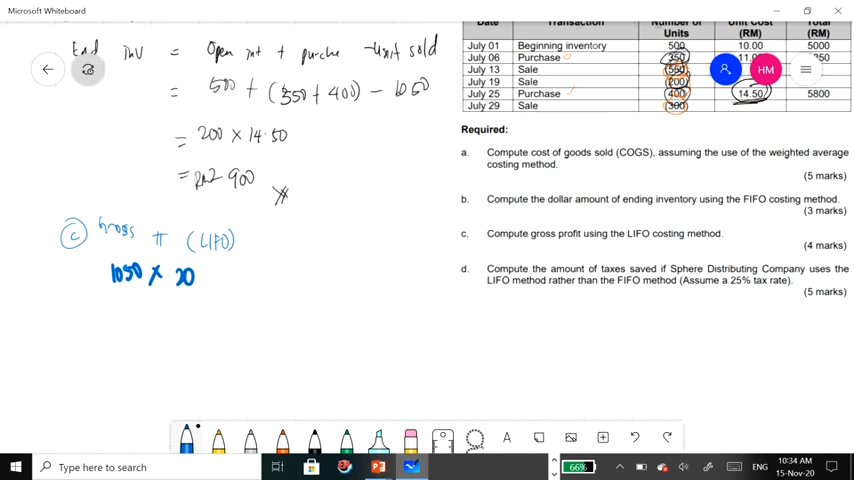 Microsoft Whiteboard
End inv = Open int + purche - unit sold
= 500 + (350 + 400) - 1050
= 200 x 14.50
= RM2 900
c Gross π (LIFO)
1050 x 20
Date Transaction Number of Units Unit Cost (RM) Total (RM)
July 01 Beginning inventory 500 10.00 5000
July 06 Purchase 350 11.0 350
July 13 Sale 550
July 19 Sale 200
July 25 Purchase 400 14.50 5800
July 29 Sale 300
HM
Required:
a. Compute cost of goods sold (COGS), assuming the use of the weighted average
costing method.
(5 marks)
b. Compute the dollar amount of ending inventory using the FIFO costing method.
(3 marks)
c. Compute gross profit using the LIFO costing method.
(4 marks)
d. Compute the amount of taxes saved if Sphere Distributing Company uses the
LIFO method rather than the FIFO method (Assume a 25% tax rate).
(5 marks)
Type here to search
66%
ENG
10:34 AM
15-Nov-20